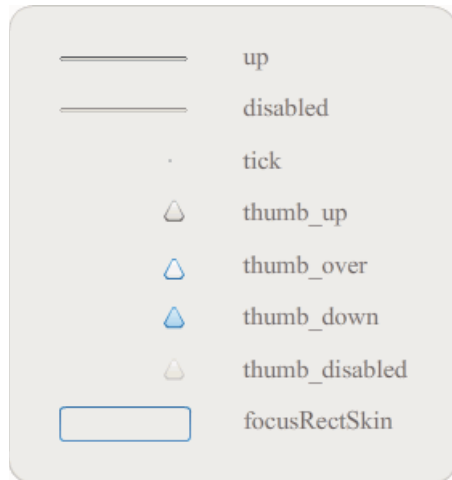 up
disabled
tick
thumb_up
thumb_over
thumb_down
thumb_disabled
focusRectSkin